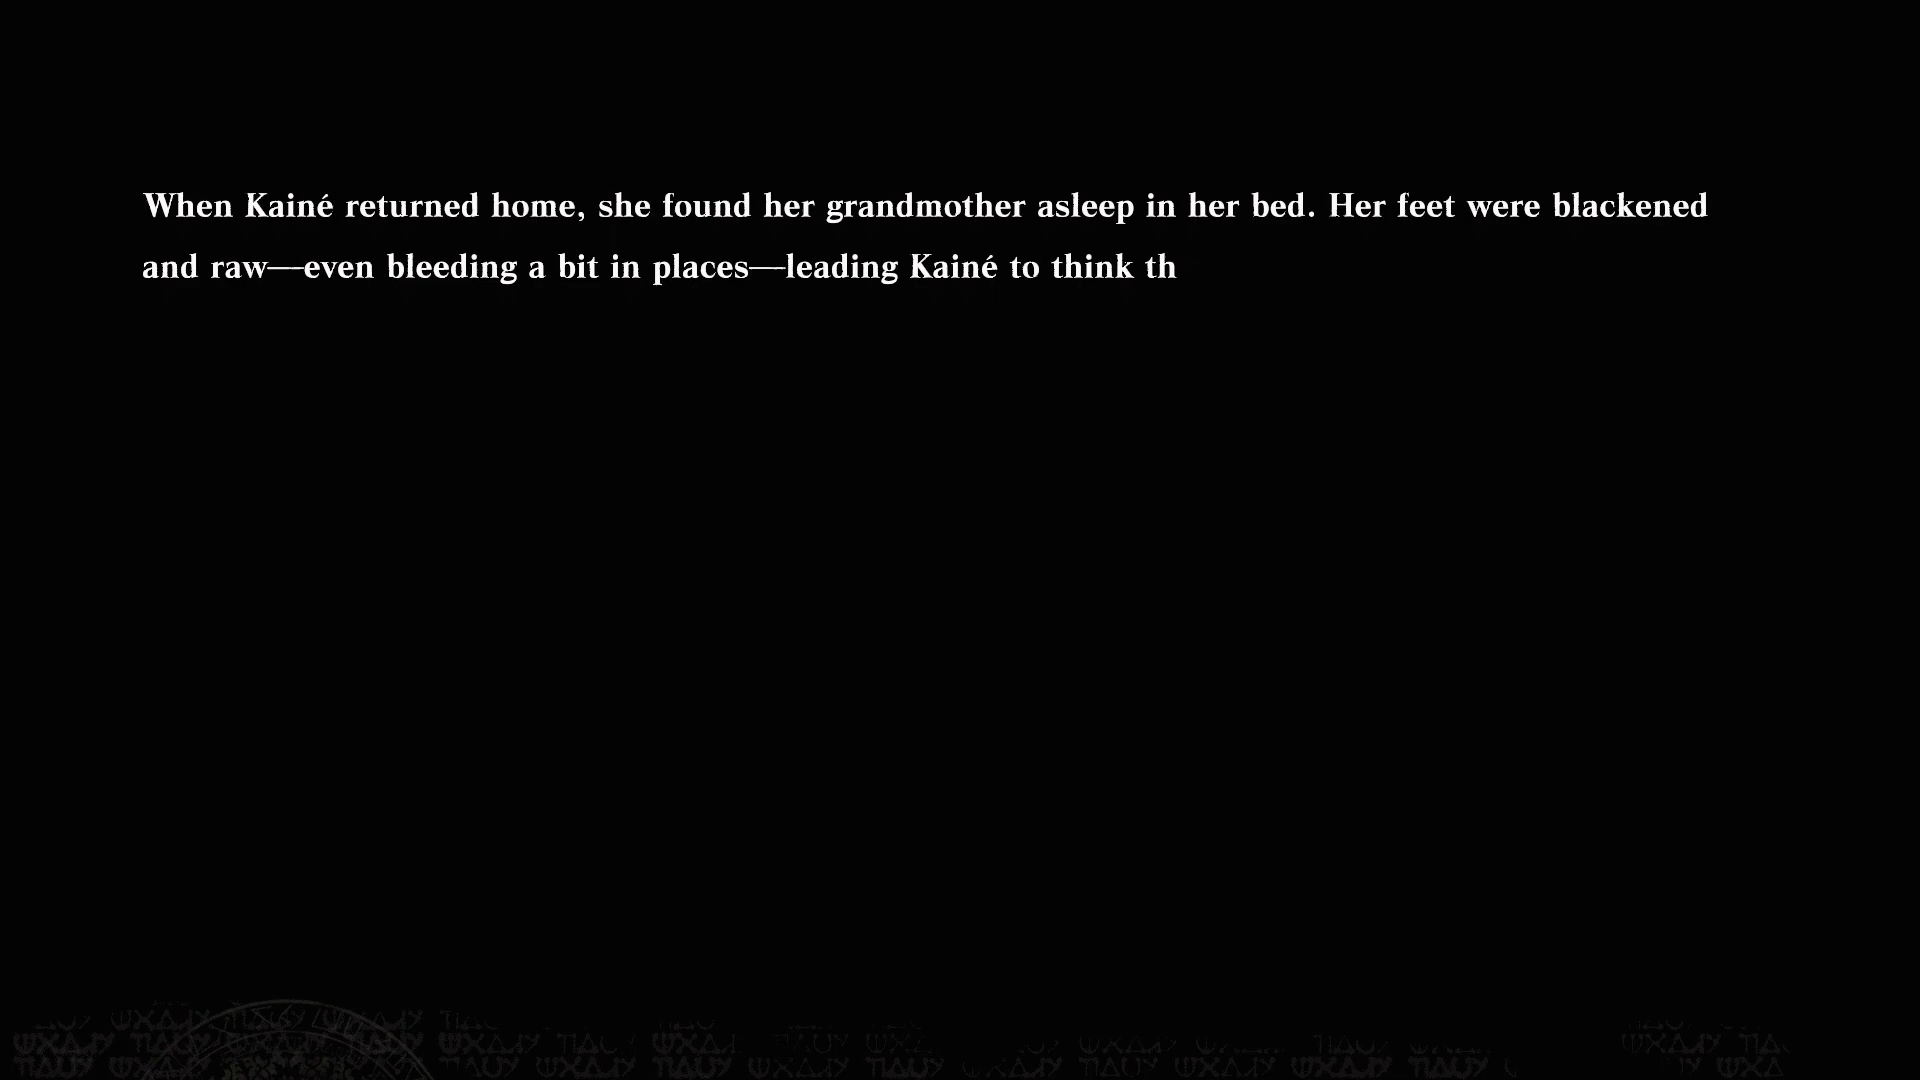 When Kainé returned home, she found her grandmother asleep in her bed. Her feet were blackened
and raw—even bleeding a bit in places—leading Kainé to think th